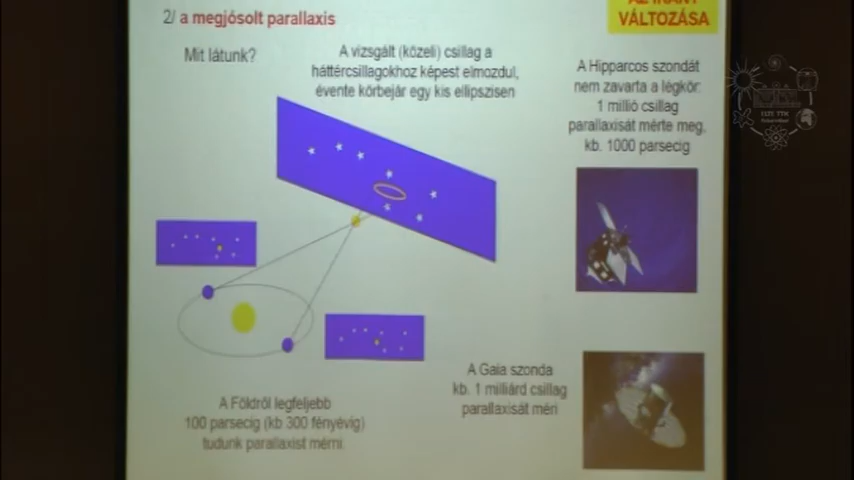 2/ a megjósolt parallaxis
AZ IRÁNY
VÁLTOZÁSA
Mit látunk?
A vizsgált (közeli) csillag a
háttércsillagokhoz képest elmozdul,
évente körbejár egy kis ellipszisen
A Hipparcos szondát
nem zavarta a légkör:
1 millió csillag
parallaxisát mérte meg,
kb. 1000 parsecig
A Gaia szonda
kb. 1 milliárd csillag
parallaxisát méri
A Földről legfeljebb
100 parsecig (kb 300 fényévig)
tudunk parallaxist mérni